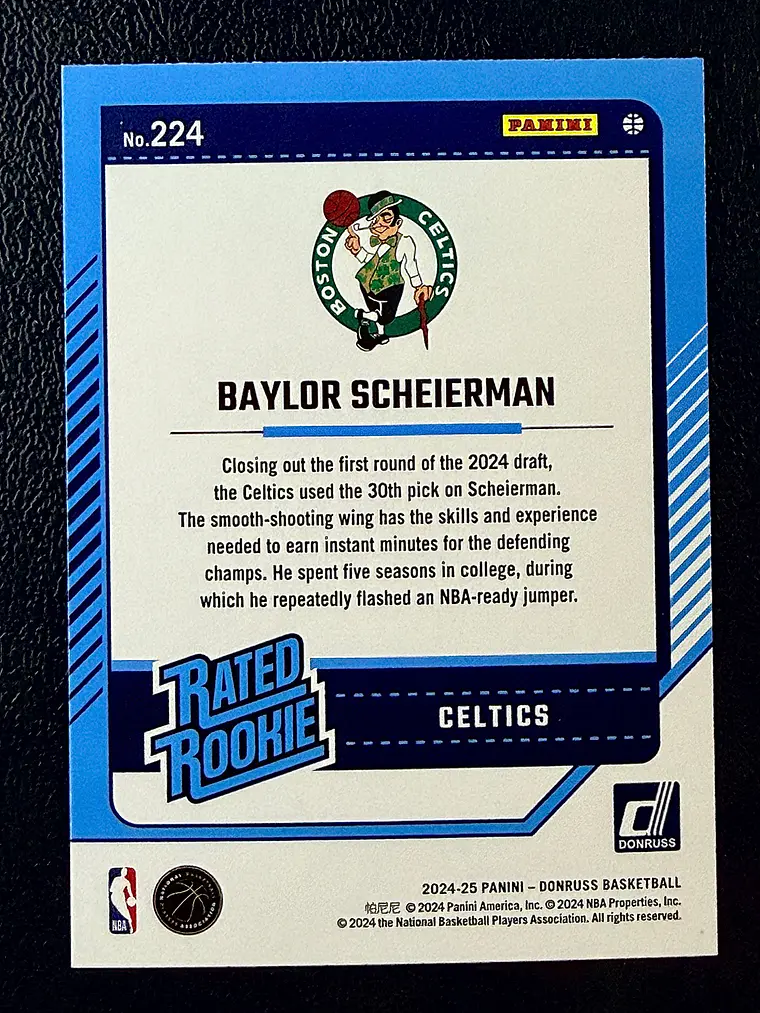 No.224
PANINI
BOSTON CELTICS
BAYLOR SCHEIERMAN
Closing out the first round of the 2024 draft,
the Celtics used the 30th pick on Scheierman.
The smooth-shooting wing has the skills and experience
needed to earn instant minutes for the defending
champs. He spent five seasons in college, during
which he repeatedly flashed an NBA-ready jumper.
RATED
ROOKIE
CELTICS
DONRUSS
NBA
NATIONAL BASKETBALL PLAYERS ASSOCIATION
2024-25 PANINI – DONRUSS BASKETBALL
帕尼尼 © 2024 Panini America, Inc. © 2024 NBA Properties, Inc.
© 2024 the National Basketball Players Association. All rights reserved.